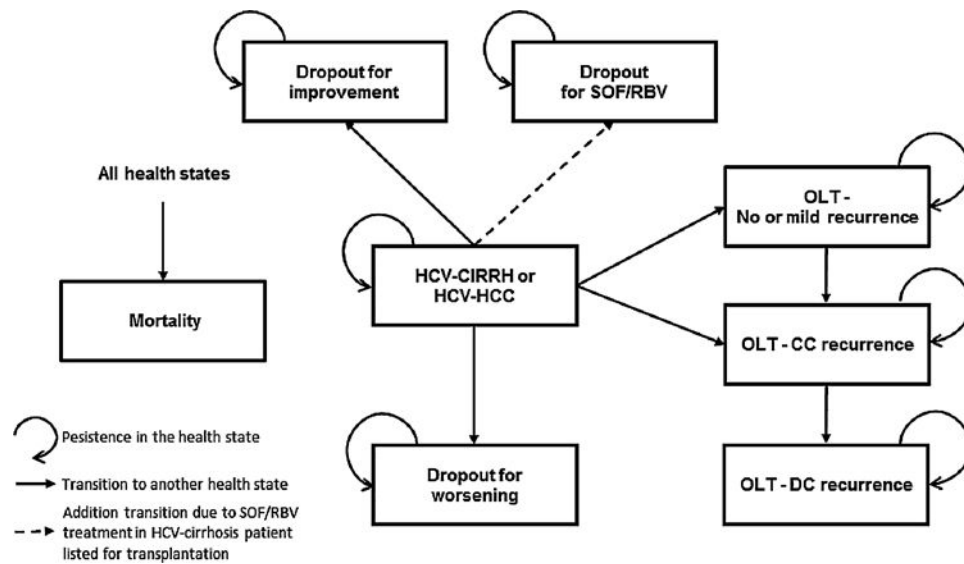 Dropout for
improvement
Dropout
for SOF/RBV
All health states
OLT -
No or mild recurrence
HCV-CIRRH or
HCV-HCC
Mortality
OLT - CC recurrence
Pesistence in the health state
Dropout for
worsening
OLT - DC recurrence
Transition to another health state
Addition transition due to SOF/RBV
treatment in HCV-cirrhosis patient
listed for transplantation